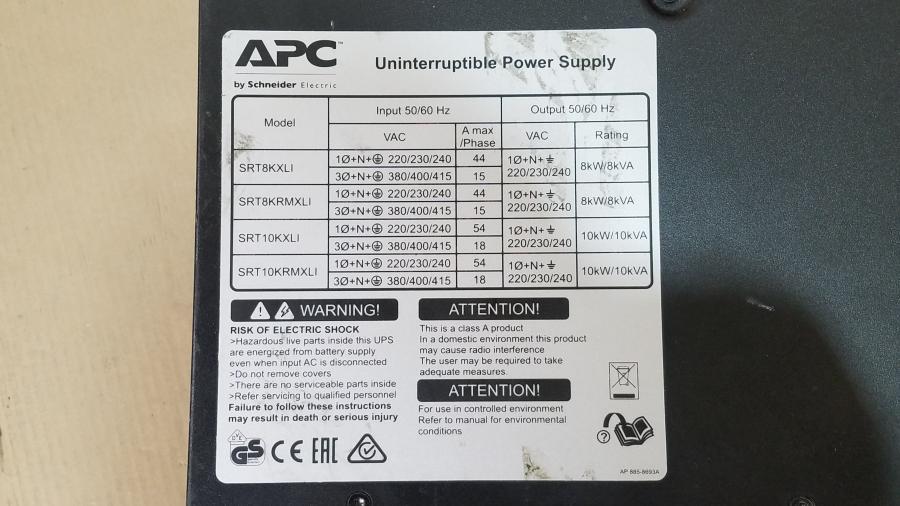 APC™
by Schneider Electric
Uninterruptible Power Supply
Model
Input 50/60 Hz
Output 50/60 Hz
VAC
A max
/Phase
VAC
Rating
SRT8KXLI
1Ø+N+⏚ 220/230/240 44
3Ø+N+⏚ 380/400/415 15
1Ø+N+⏚
220/230/240
8kW/8kVA
SRT8KRMXLI
1Ø+N+⏚ 220/230/240 44
3Ø+N+⏚ 380/400/415 15
1Ø+N+⏚
220/230/240
8kW/8kVA
SRT10KXLI
1Ø+N+⏚ 220/230/240 54
3Ø+N+⏚ 380/400/415 18
1Ø+N+⏚
220/230/240
10kW/10kVA
SRT10KRMXLI
1Ø+N+⏚ 220/230/240 54
3Ø+N+⏚ 380/400/415 18
1Ø+N+⏚
220/230/240
10kW/10kVA
WARNING!
RISK OF ELECTRIC SHOCK
>Hazardous live parts inside this UPS
are energized from battery supply
even when input AC is disconnected
>Do not remove covers
>There are no serviceable parts inside
>Refer servicing to qualified personnel
Failure to follow these instructions
may result in death or serious injury
ATTENTION!
This is a class A product
In a domestic environment this product
may cause radio interference
The user may be required to take
adequate measures.
ATTENTION!
For use in controlled environment
Refer to manual for environmental
conditions
GS CE EAC
?
AP 885-8693A